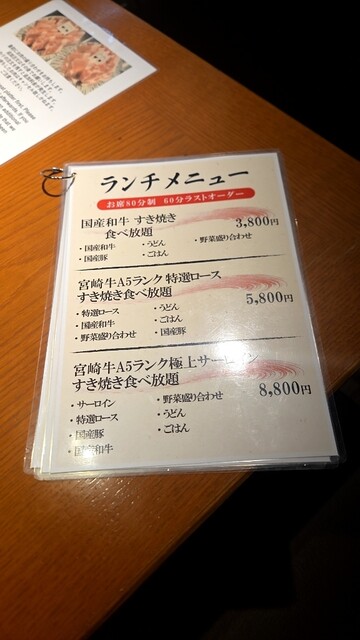 ランチメニュー
お席80分制 60分ラストオーダー
国産和牛 すき焼き
食べ放題
3,800円
・国産和牛 ・うどん ・野菜盛り合わせ
・国産豚 ・ごはん
宮崎牛A5ランク 特選ロース
すき焼き食べ放題
5,800円
・特選ロース ・うどん
・国産和牛 ・ごはん
・野菜盛り合わせ ・国産豚
宮崎牛A5ランク極上サーロイン
すき焼き食べ放題
8,800円
・サーロイン ・野菜盛り合わせ
・特選ロース ・うどん
・国産豚 ・ごはん
・国産和牛